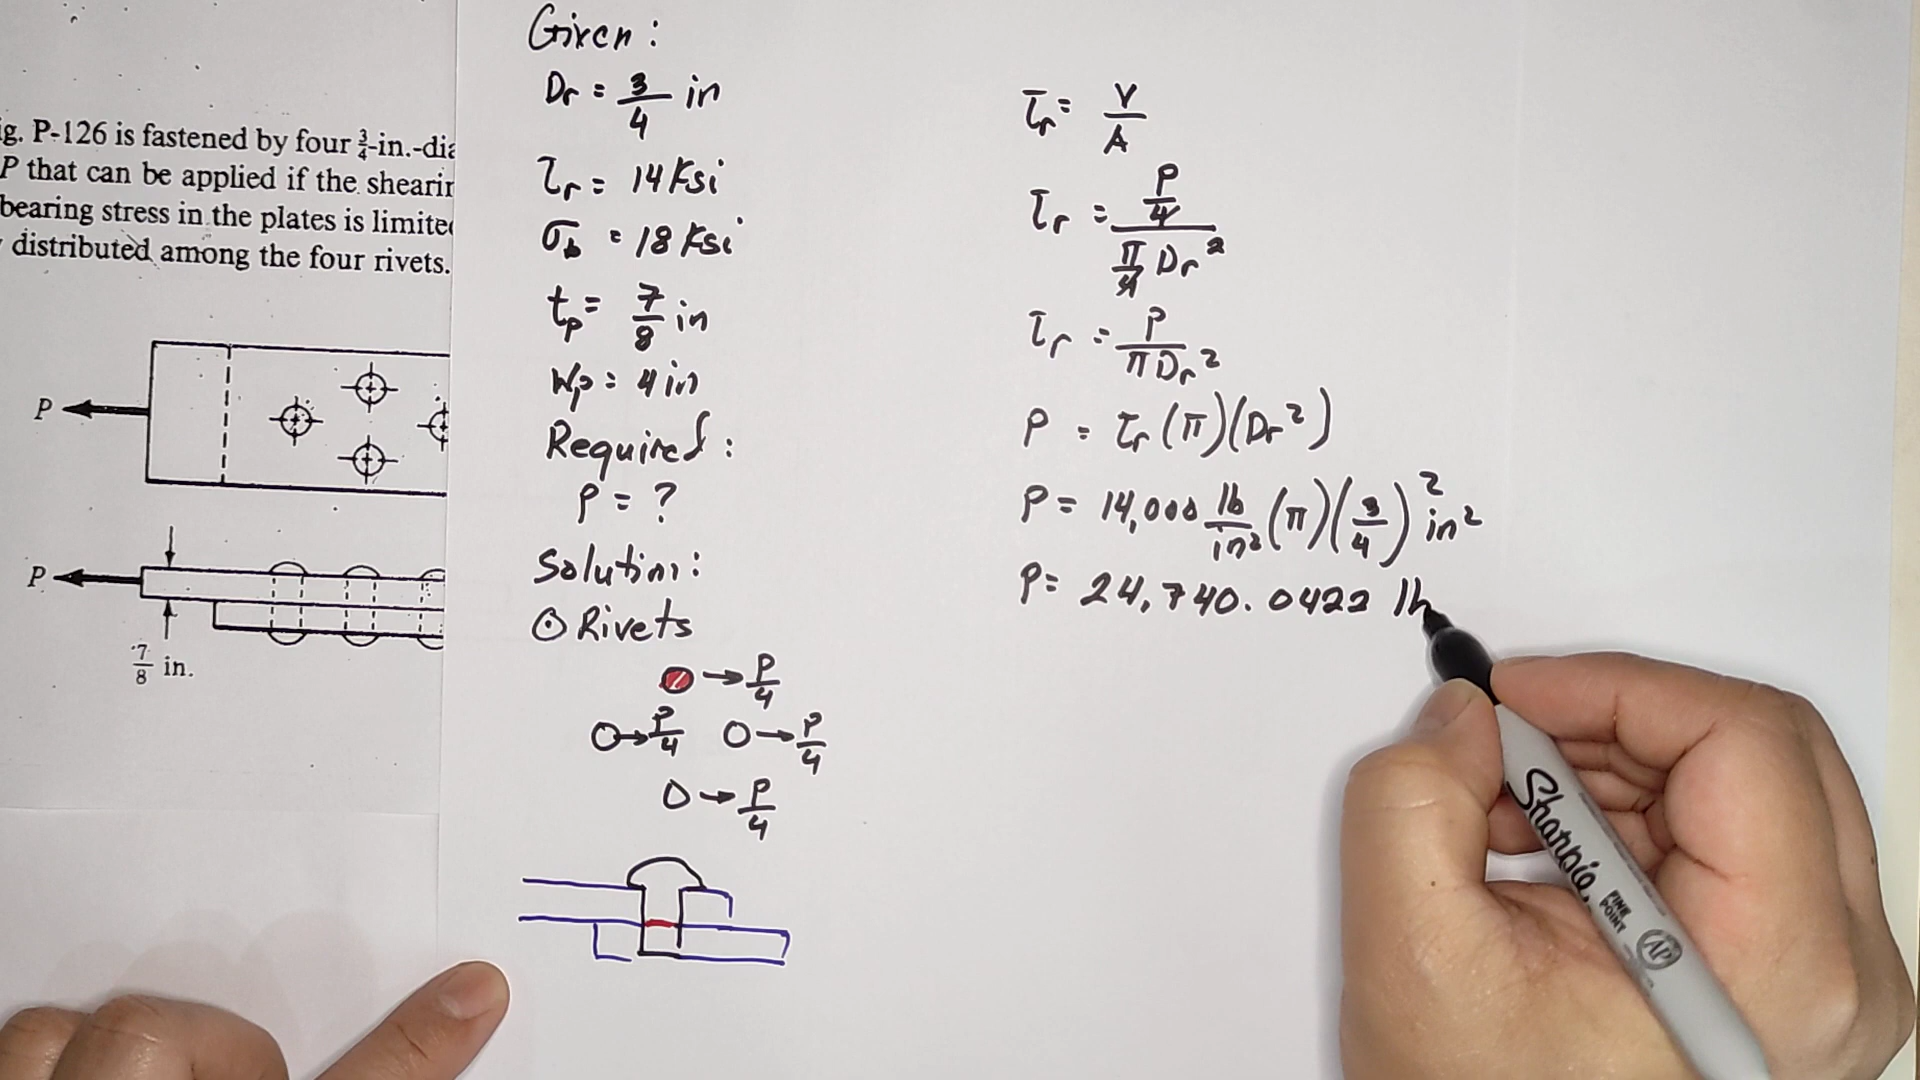 g. P-126 is fastened by four 3/4-in.-dia
P that can be applied if the shearin
bearing stress in the plates is limited
distributed among the four rivets.
P
P
7/8 in.
Given :
Dr = 3/4 in
τr = 14 Ksi
σb = 18 Ksi
tp = 7/8 in
Wp = 4 in
Required :
P = ?
Solution :
⊙ Rivets
→ P/4
→ P/4 → P/4
→ P/4
τr = V/A
τr = (P/4)/(π/4 Dr²)
τr = P/(π Dr²)
P = τr (π)(Dr²)
P = 14,000 lb/in² (π)(3/4)² in²
P = 24,740.0422 lb
Sharpie.
FINE POINT
AP